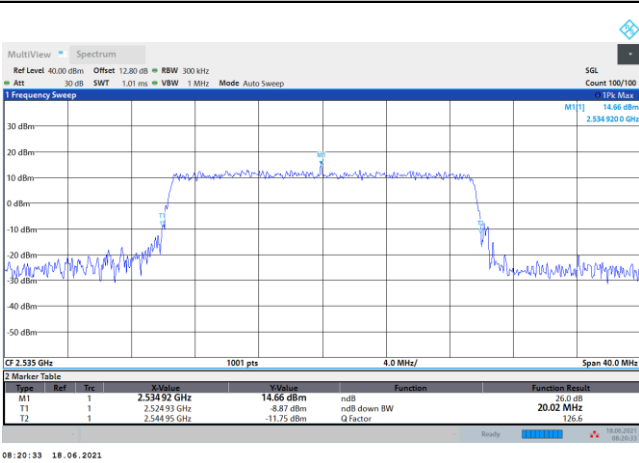 MultiView Spectrum
Ref Level 40.00 dBm Offset 12.80 dB RBW 300 kHz SGL
Att 30 dB SWT 1.01 ms VBW 1 MHz Mode Auto Sweep Count 100/100
1 Frequency Sweep 1Pk Max
M1[1] 14.66 dBm
2.534 920 0 GHz
30 dBm
M1
20 dBm
10 dBm
0 dBm
T1
-10 dBm
-20 dBm
-30 dBm
-40 dBm
-50 dBm
CF 2.535 GHz 1001 pts 4.0 MHz/ Span 40.0 MHz
2 Marker Table
Type Ref Trc X-Value Y-Value Function Function Result
M1 1 2.534 92 GHz 14.66 dBm ndB 26.0 dB
T1 1 2.524 93 GHz -8.87 dBm ndB down BW 20.02 MHz
T2 1 2.544 95 GHz -11.75 dBm Q Factor 126.6
Ready 18.06.2021
08:20:33
08:20:33 18.06.2021